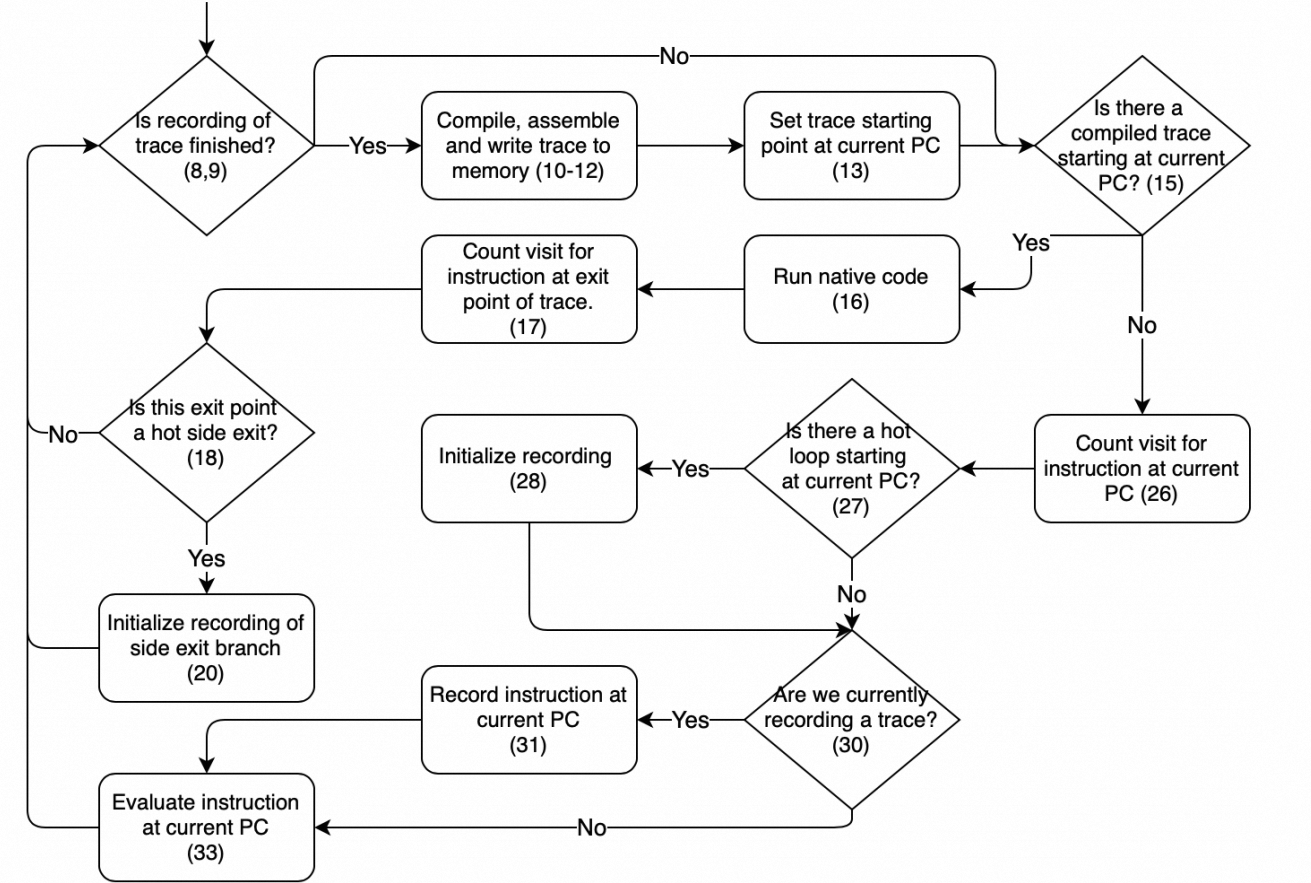 No
Is recording of
trace finished?
(8,9)
Yes
Compile, assemble
and write trace to
memory (10-12)
Set trace starting
point at current PC
(13)
Is there a
compiled trace
starting at current
PC? (15)
Yes
No
Run native code
(16)
Count visit for
instruction at exit
point of trace.
(17)
Is this exit point
a hot side exit?
(18)
No
Yes
Initialize recording of
side exit branch
(20)
Count visit for
instruction at current
PC (26)
Is there a hot
loop starting
at current PC?
(27)
Yes
No
Initialize recording
(28)
Are we currently
recording a trace?
(30)
Yes
No
Record instruction at
current PC
(31)
Evaluate instruction
at current PC
(33)